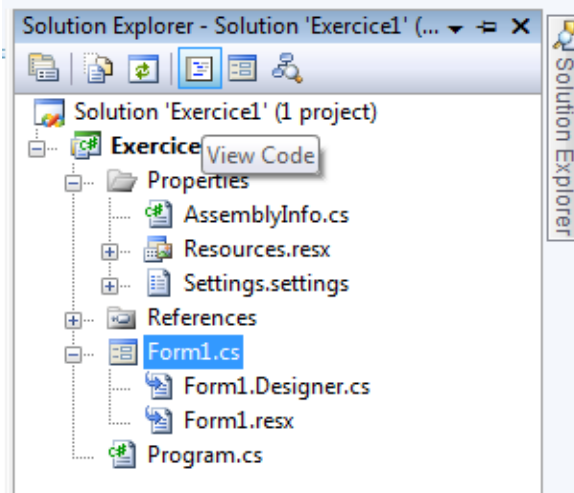 Solution Explorer - Solution 'Exercice1' (...
Solution 'Exercice1' (1 project)
Exercice
View Code
Properties
AssemblyInfo.cs
Resources.resx
Settings.settings
References
Form1.cs
Form1.Designer.cs
Form1.resx
Program.cs
Solution Explorer